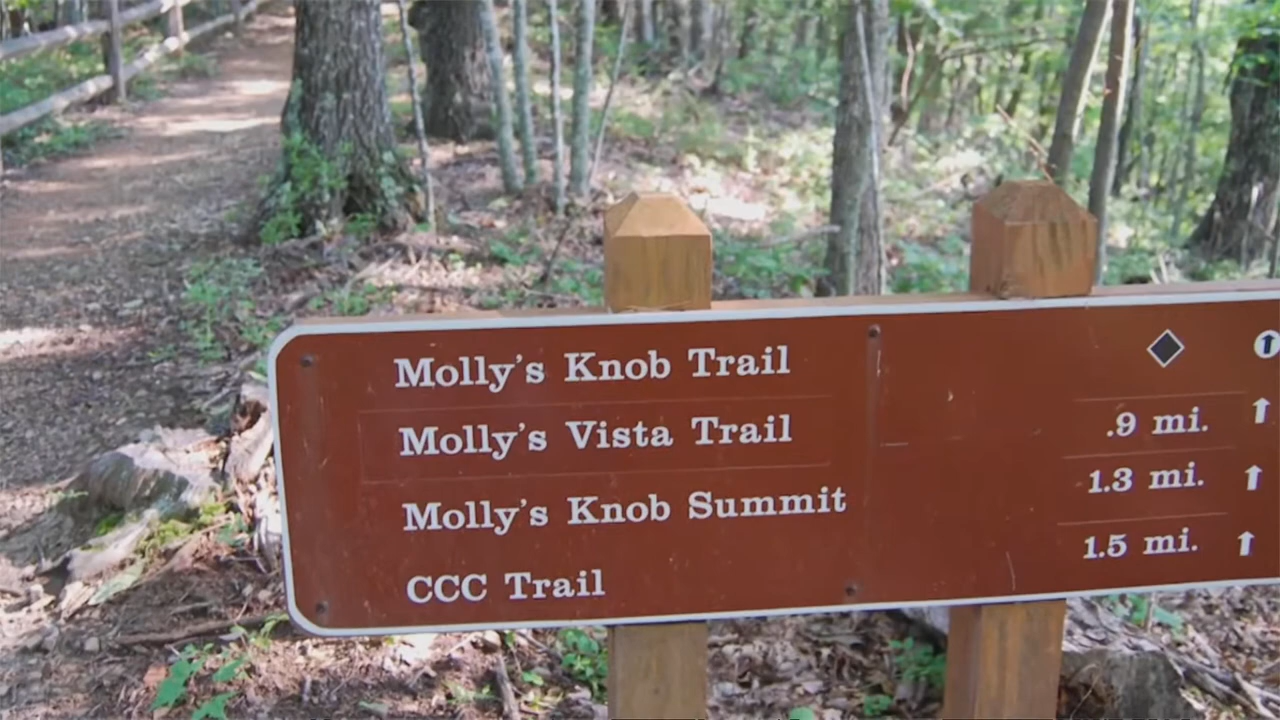 Molly's Knob Trail
Molly's Vista Trail .9 mi.
Molly's Knob Summit 1.3 mi.
CCC Trail 1.5 mi.